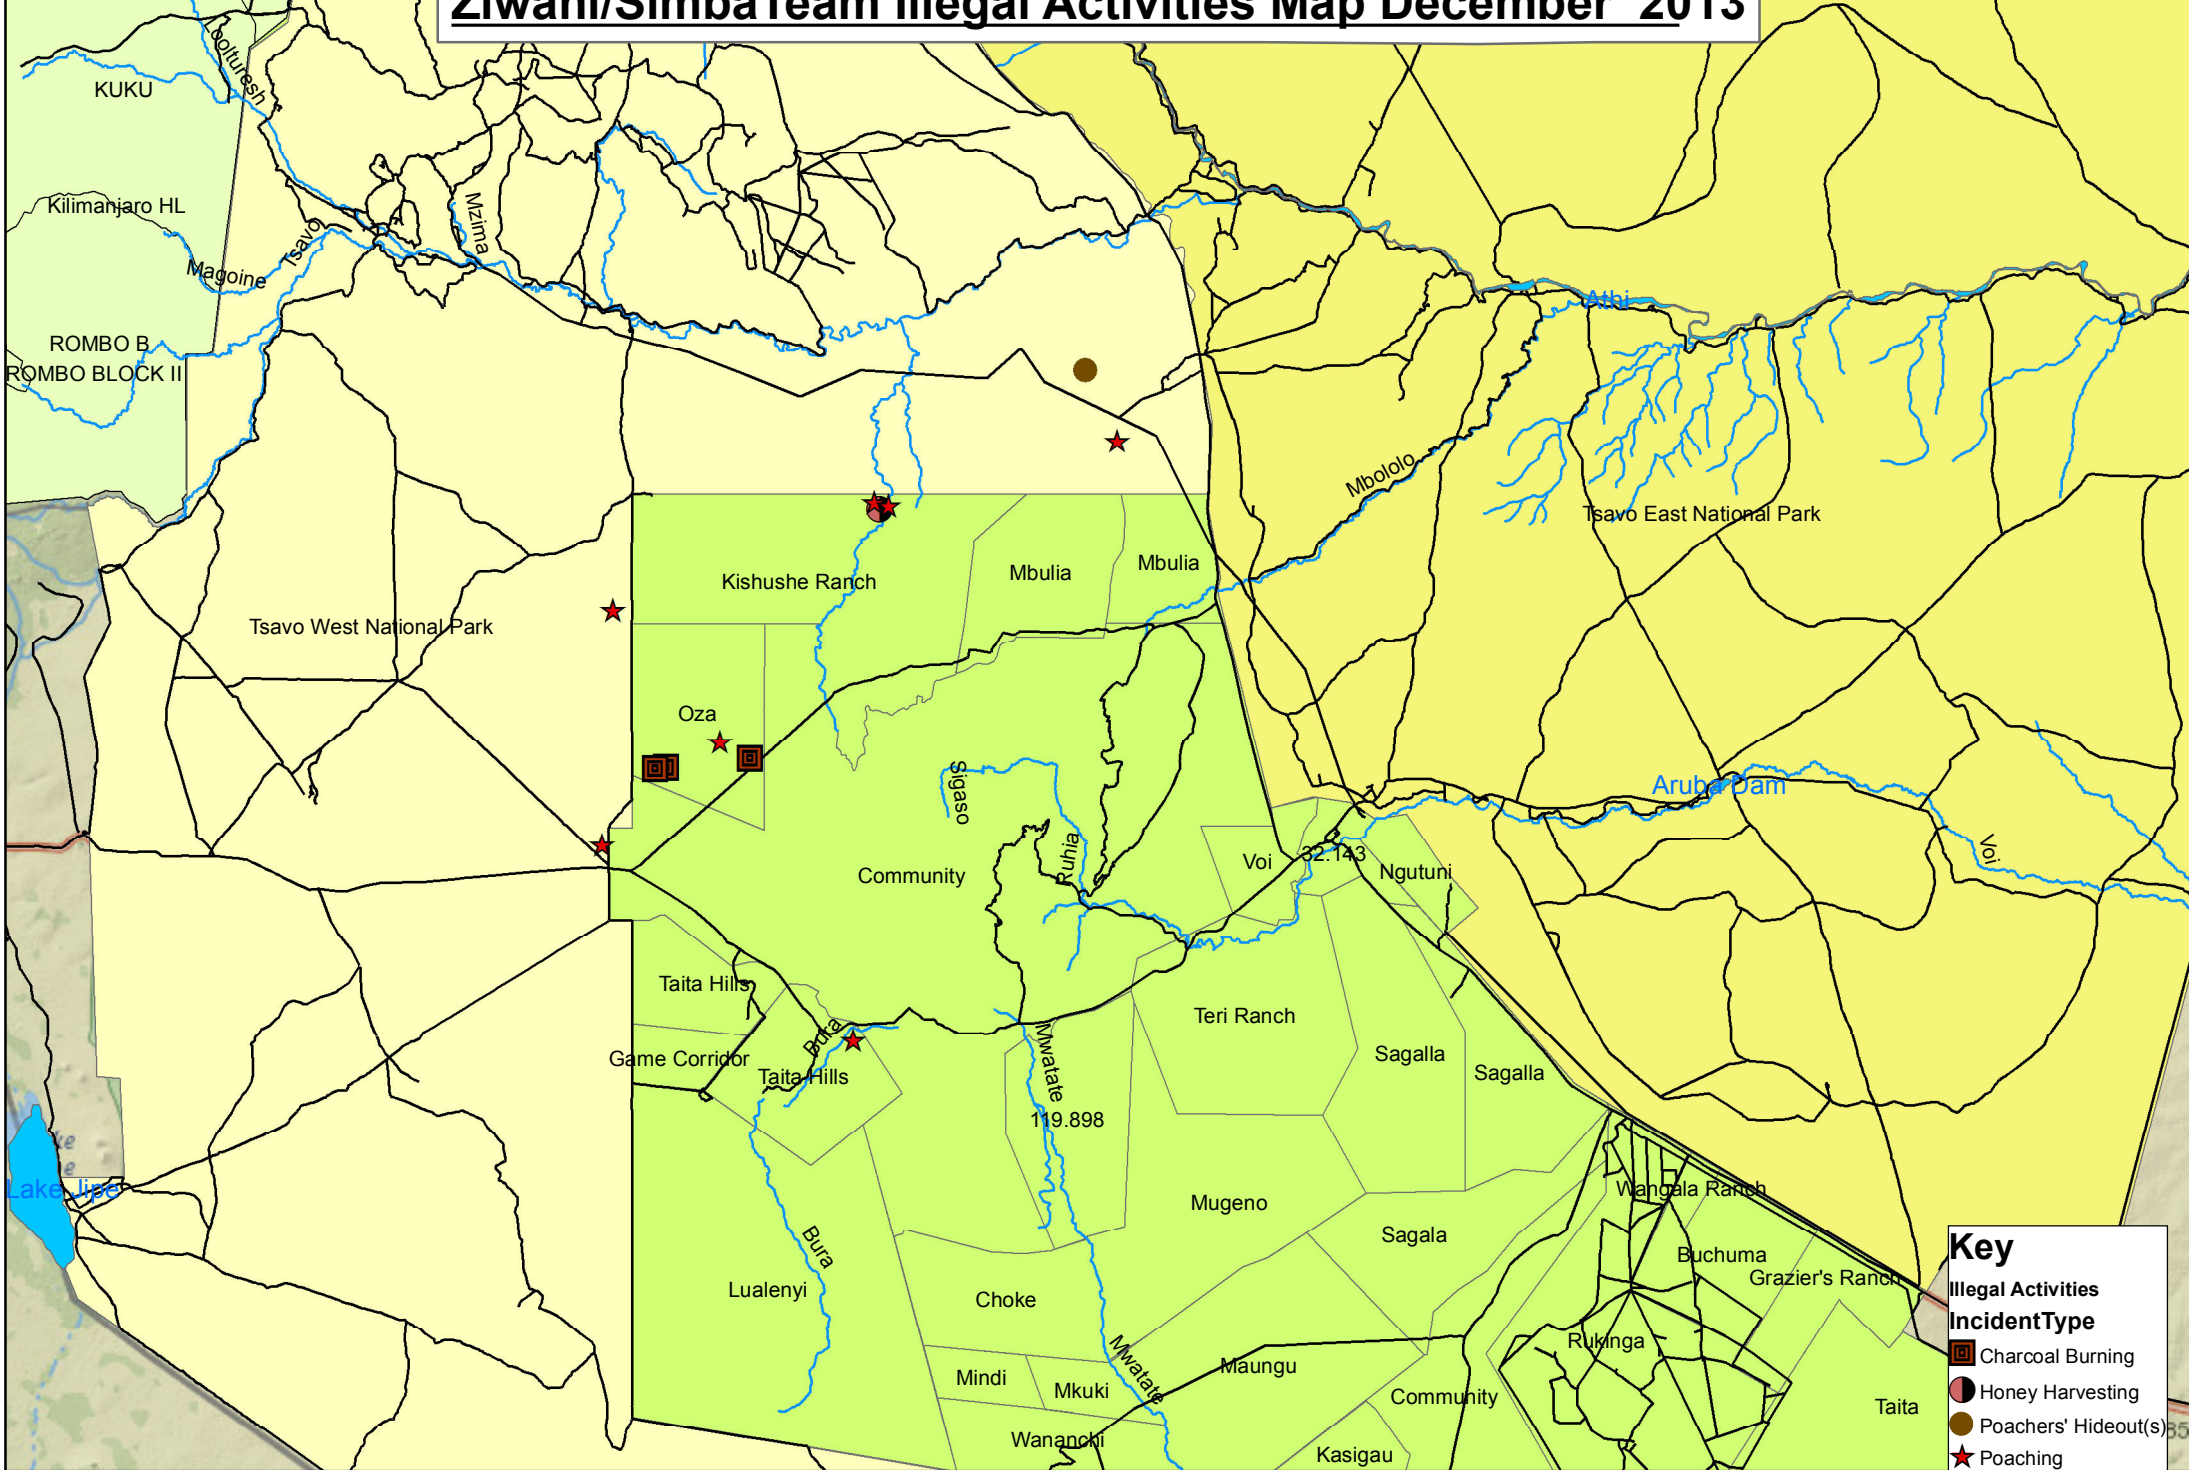 Ziwani/SimbaTeam Illegal Activities Map December 2013
Loolturesh
KUKU
Kilimanjaro HL
Mzima
Tsavo
Magoine
Athi
ROMBO B
ROMBO BLOCK II
Mbololo
Tsavo East National Park
Kishushe Ranch
Mbulia
Mbulia
Tsavo West National Park
Oza
Sigaso
Aruba Dam
Ruhia
Voi
32.143
Voi
Community
Ngutuni
Taita Hills
Teri Ranch
Bura
Game Corridor
Taita Hills
Mwatate
Sagalla
Sagalla
119.898
Lake Jipe
Mugeno
Wangala Ranch
Sagala
Bura
Buchuma
Grazier's Ranch
Lualenyi
Choke
Rukinga
Mwatate
Maungu
Mindi
Mkuki
Community
Taita
Wananchi
Kasigau
Key
Illegal Activities
IncidentType
Charcoal Burning
Honey Harvesting
Poachers' Hideout(s)
Poaching